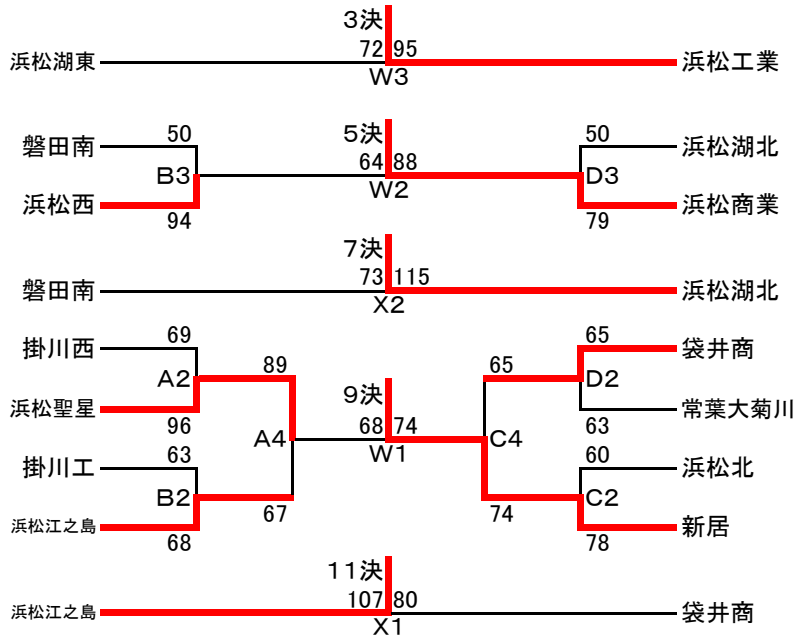 3決
72 95
浜松湖東 浜松工業
W3
50 5決 50
磐田南 浜松湖北
64 88
B3 D3
W2
浜松西 浜松商業
94 79
7決
73 115
磐田南 浜松湖北
X2
69 65
掛川西 袋井商
89 65
A2 D2
9決
浜松聖星 常葉大菊川
96 68 74 63
A4 C4
W1
63 60
掛川工 浜松北
B2 C2
67 74
浜松江之島 新居
68 78
11決
107 80
浜松江之島 袋井商
X1